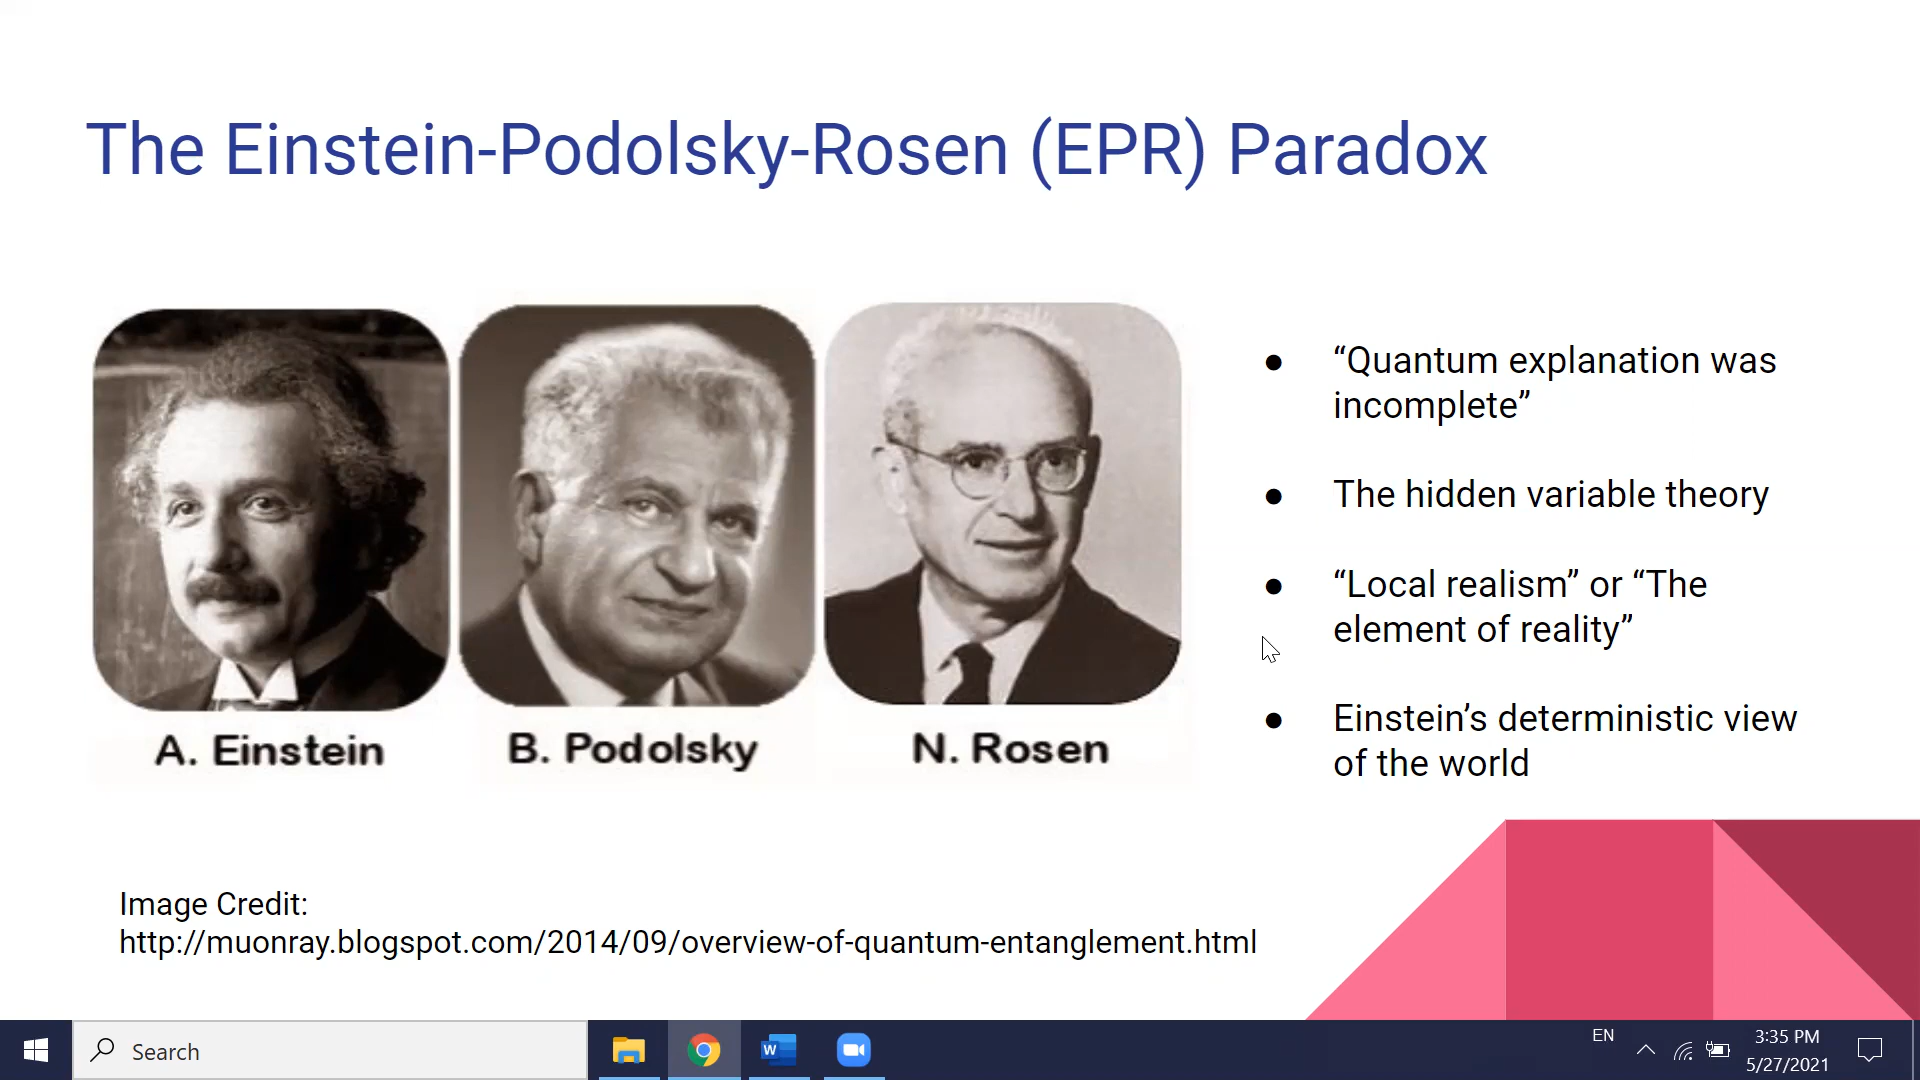 The Einstein-Podolsky-Rosen (EPR) Paradox
A. Einstein
B. Podolsky
N. Rosen
● “Quantum explanation was
incomplete”
● The hidden variable theory
● “Local realism” or “The
element of reality”
● Einstein’s deterministic view
of the world
Image Credit:
http://muonray.blogspot.com/2014/09/overview-of-quantum-entanglement.html
Search
W
EN
3:35 PM
5/27/2021